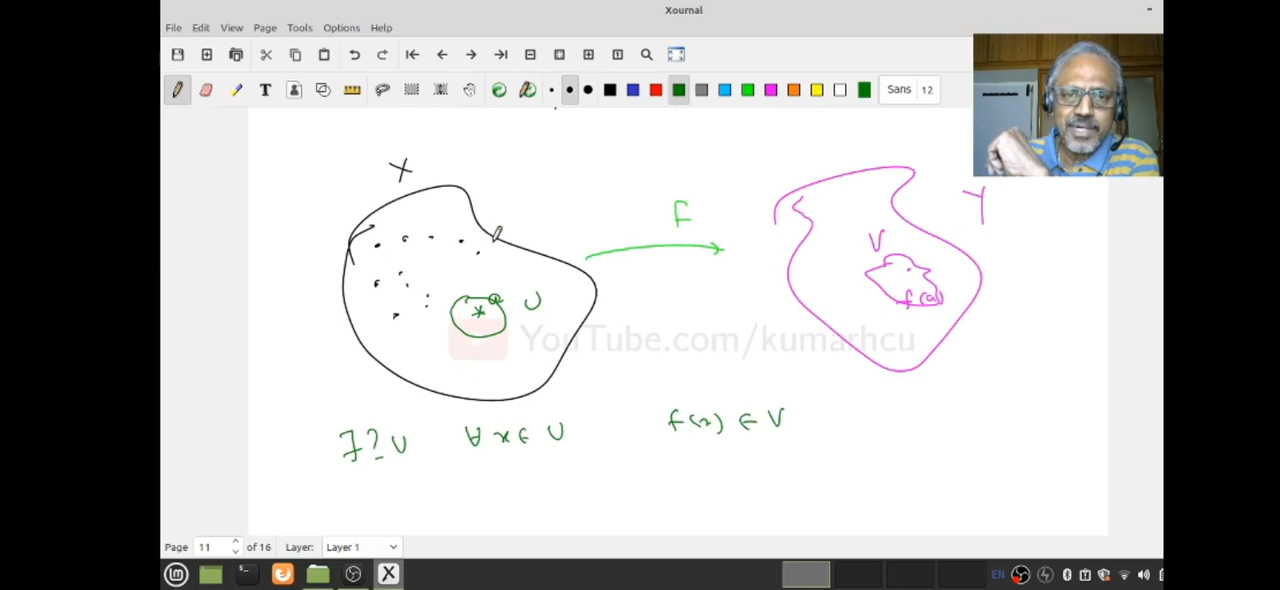 Xournal
File Edit View Page Tools Options Help
Sans 12
X
f
Y
V
f(a)
a U
YouTube.com/kumarhcu
∃? U ∀ x ∈ U f(x) ∈ V
Page 11 of 16 Layer: Layer 1
EN